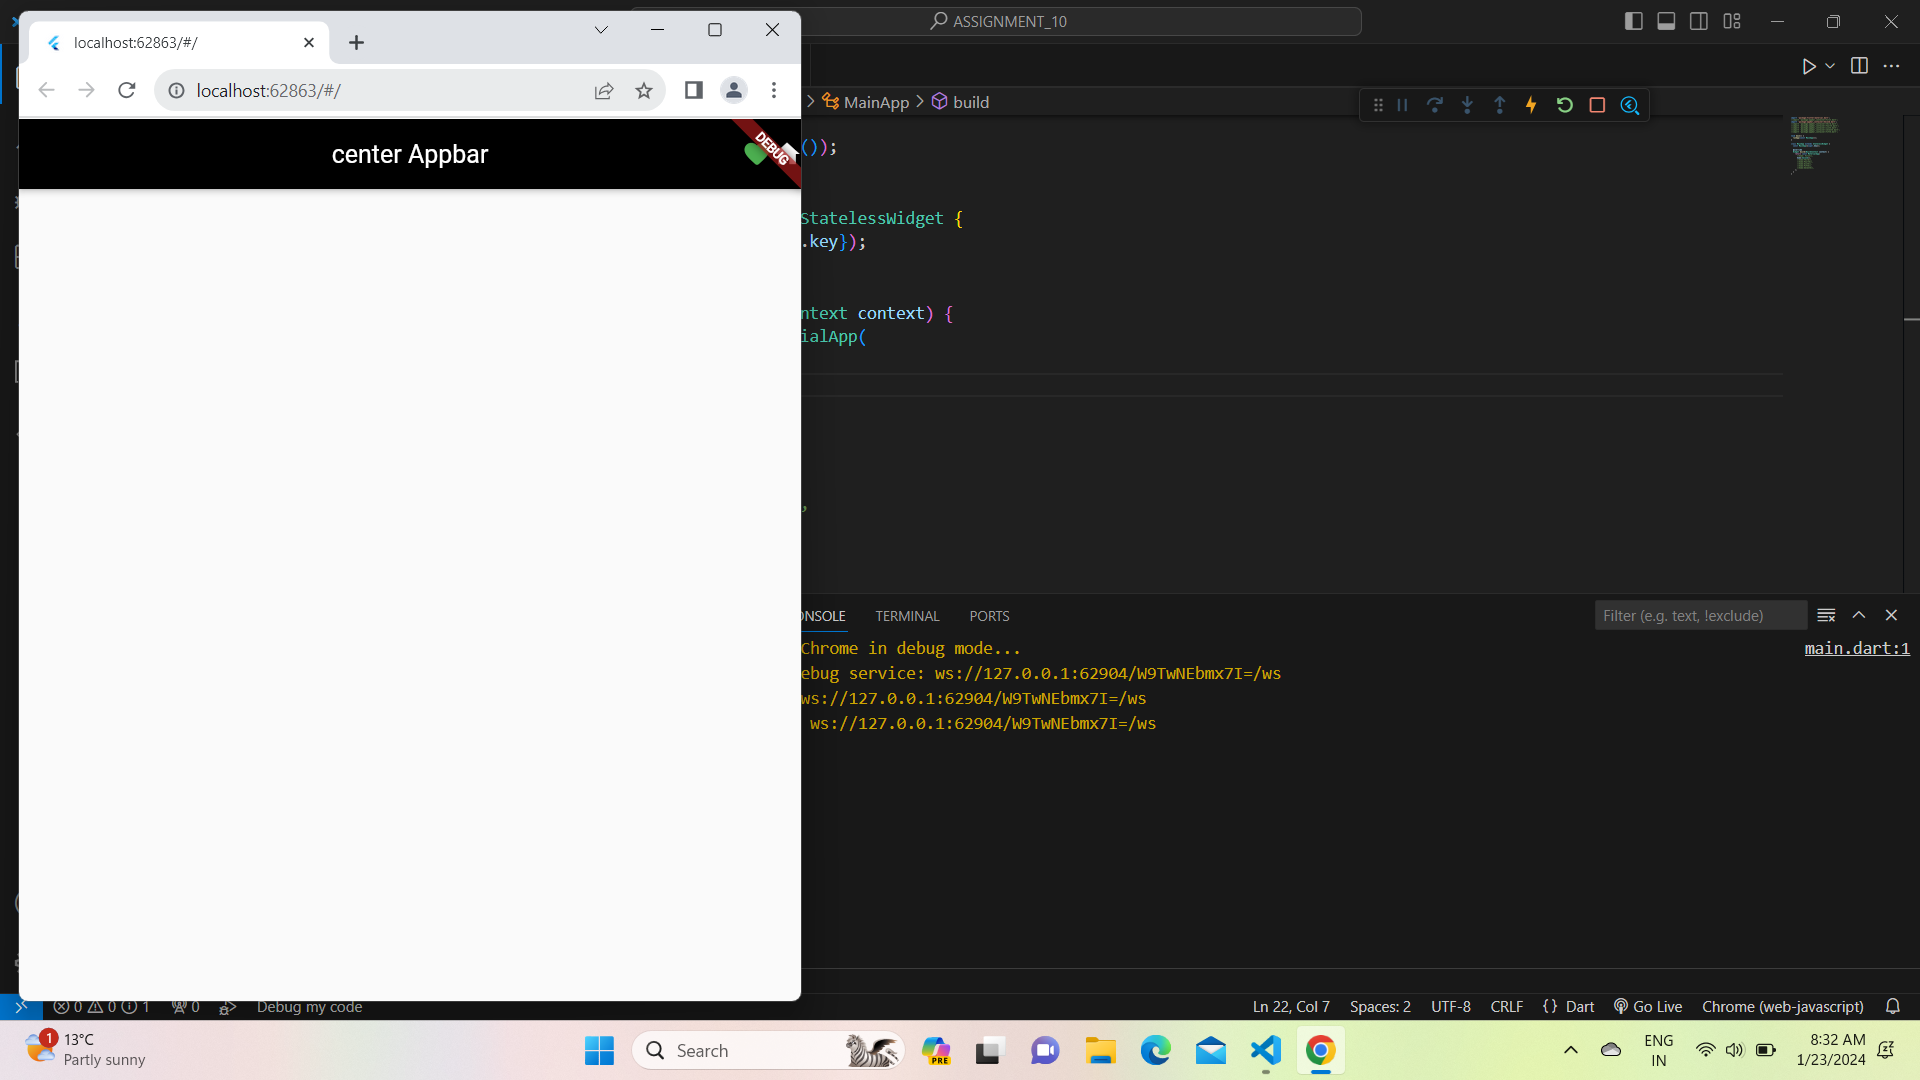 localhost:62863/#/
ASSIGNMENT_10
localhost:62863/#/
MainApp
build
center Appbar
DEBUG
());
StatelessWidget {
.key});
ntext context) {
ialApp(
,
ONSOLE
TERMINAL
PORTS
Filter (e.g. text, !exclude)
Chrome in debug mode...
main.dart:1
ebug service: ws://127.0.0.1:62904/W9TwNEbmx7I=/ws
ws://127.0.0.1:62904/W9TwNEbmx7I=/ws
ws://127.0.0.1:62904/W9TwNEbmx7I=/ws
0
0
1
0
Debug my code
Ln 22, Col 7
Spaces: 2
UTF-8
CRLF
{} Dart
Go Live
Chrome (web-javascript)
1
13°C
Partly sunny
Search
PRE
ENG
IN
8:32 AM
1/23/2024